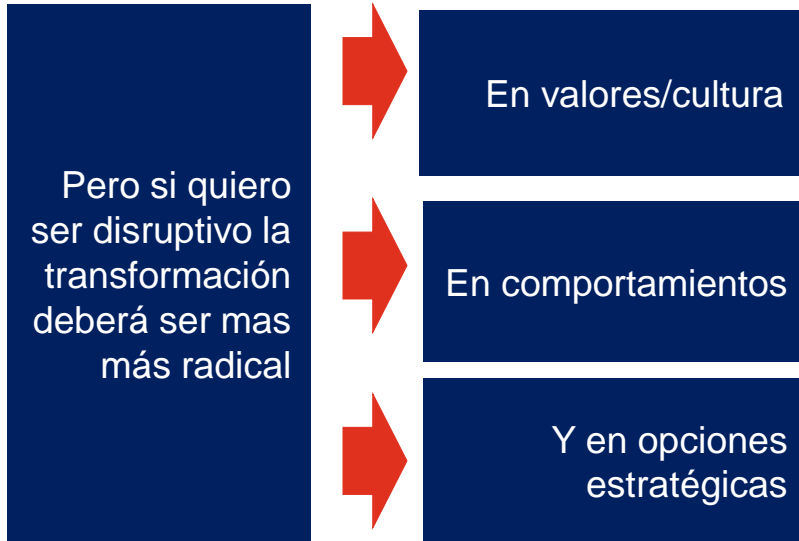 Pero si quiero
ser disruptivo la
transformación
deberá ser mas
más radical
En valores/cultura
En comportamientos
Y en opciones
estratégicas